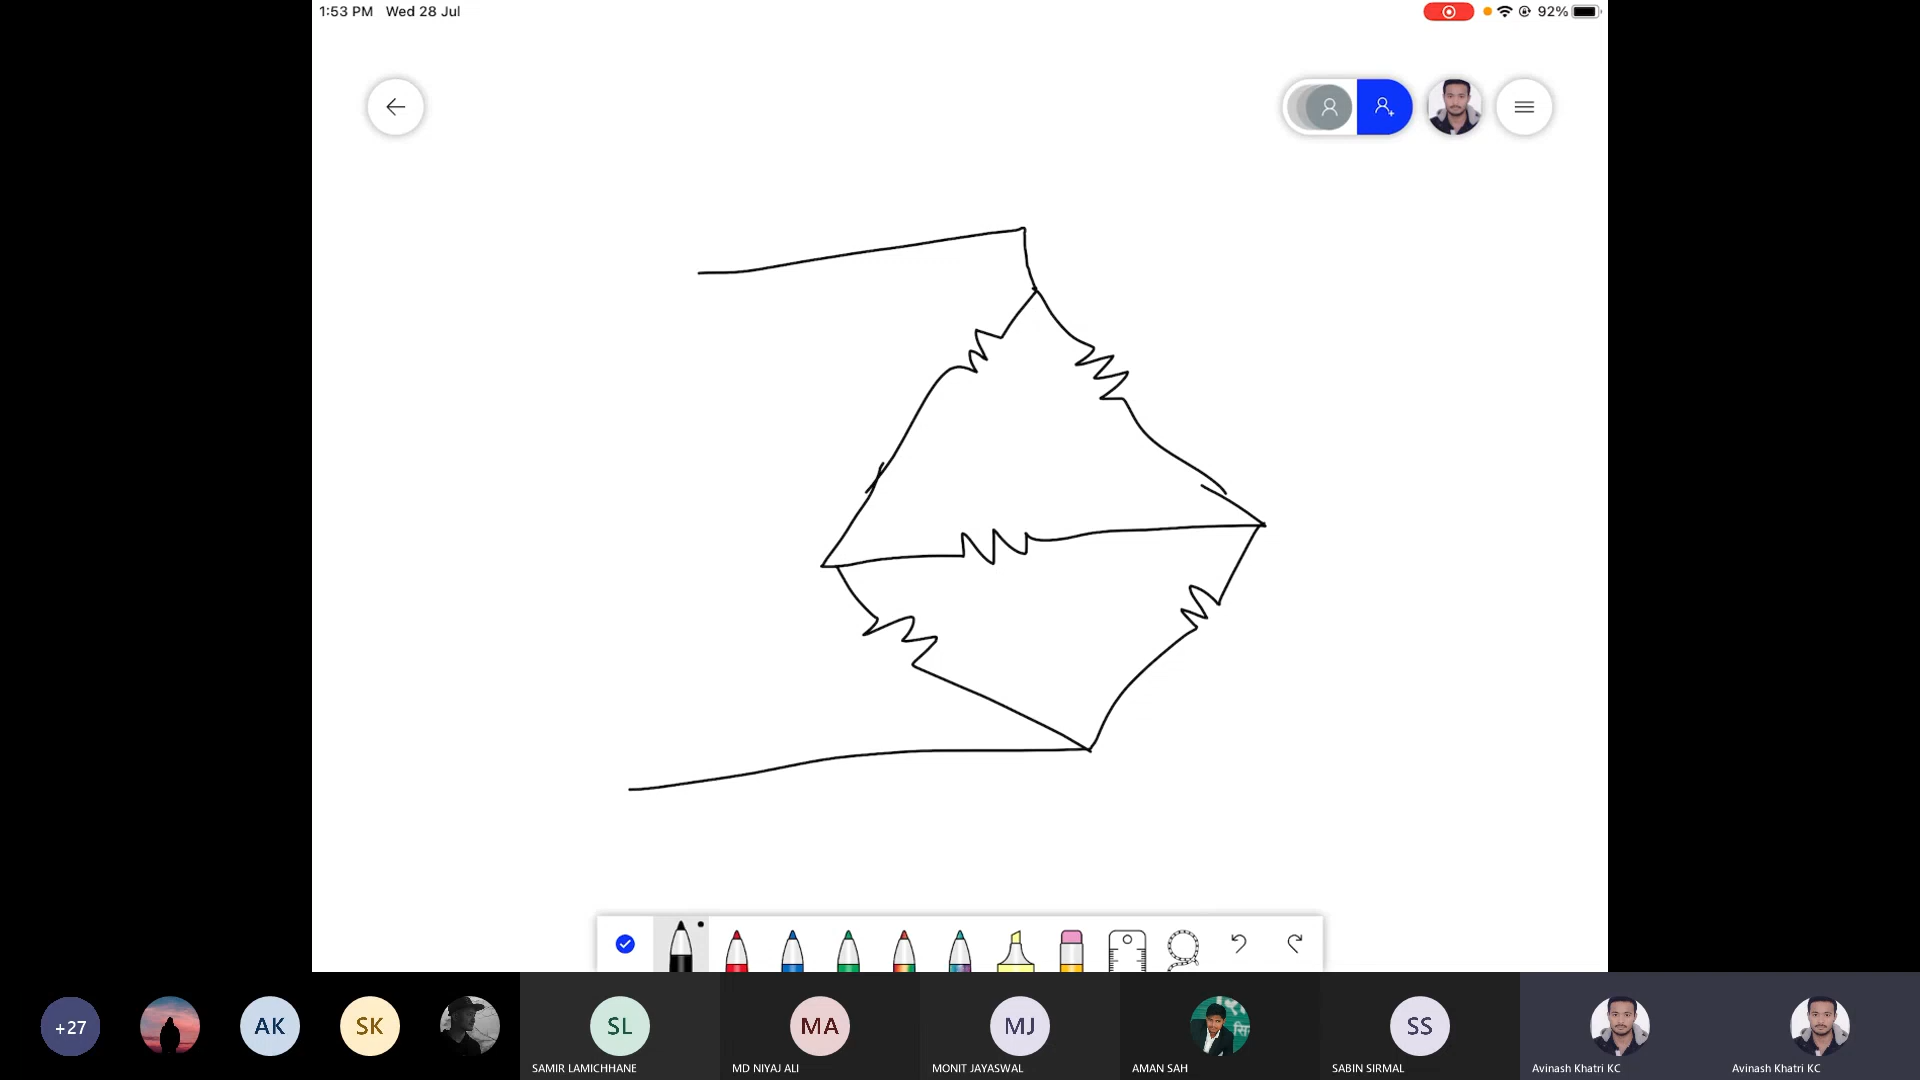 1:53 PM Wed 28 Jul
92%
+27
AK
SK
SL
MA
MJ
SS
SAMIR LAMICHHANE
MD NIYAJ ALI
MONIT JAYASWAL
AMAN SAH
SABIN SIRMAL
Avinash Khatri KC
Avinash Khatri KC